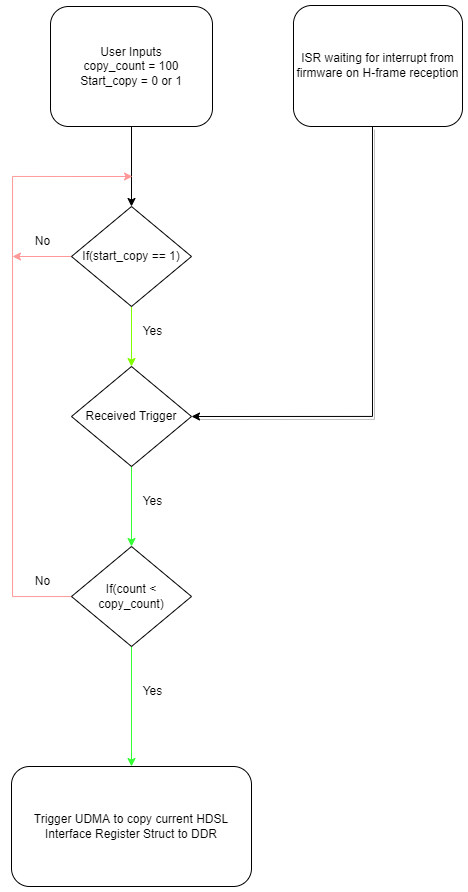 User Inputs
copy_count = 100
Start_copy = 0 or 1
ISR waiting for interrupt from
firmware on H-frame reception
No
If(start_copy == 1)
Yes
Received Trigger
Yes
No
If(count <
copy_count)
Yes
Trigger UDMA to copy current HDSL
Interface Register Struct to DDR